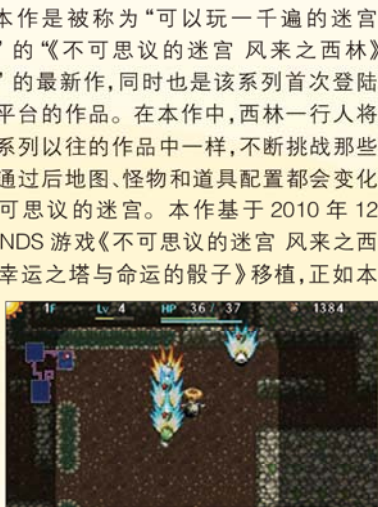 本作是被称为“可以玩一千遍的迷宫
”的“《不可思议的迷宫 风来之西林》
”的最新作,同时也是该系列首次登陆
平台的作品。在本作中,西林一行人将
系列以往的作品中一样,不断挑战那些
通过后地图、怪物和道具配置都会变化
可思议的迷宫。本作基于 2010 年 12
NDS 游戏《不可思议的迷宫 风来之西
幸运之塔与命运的骰子》移植,正如本
1F Lv 4 HP 36/ 37 1384